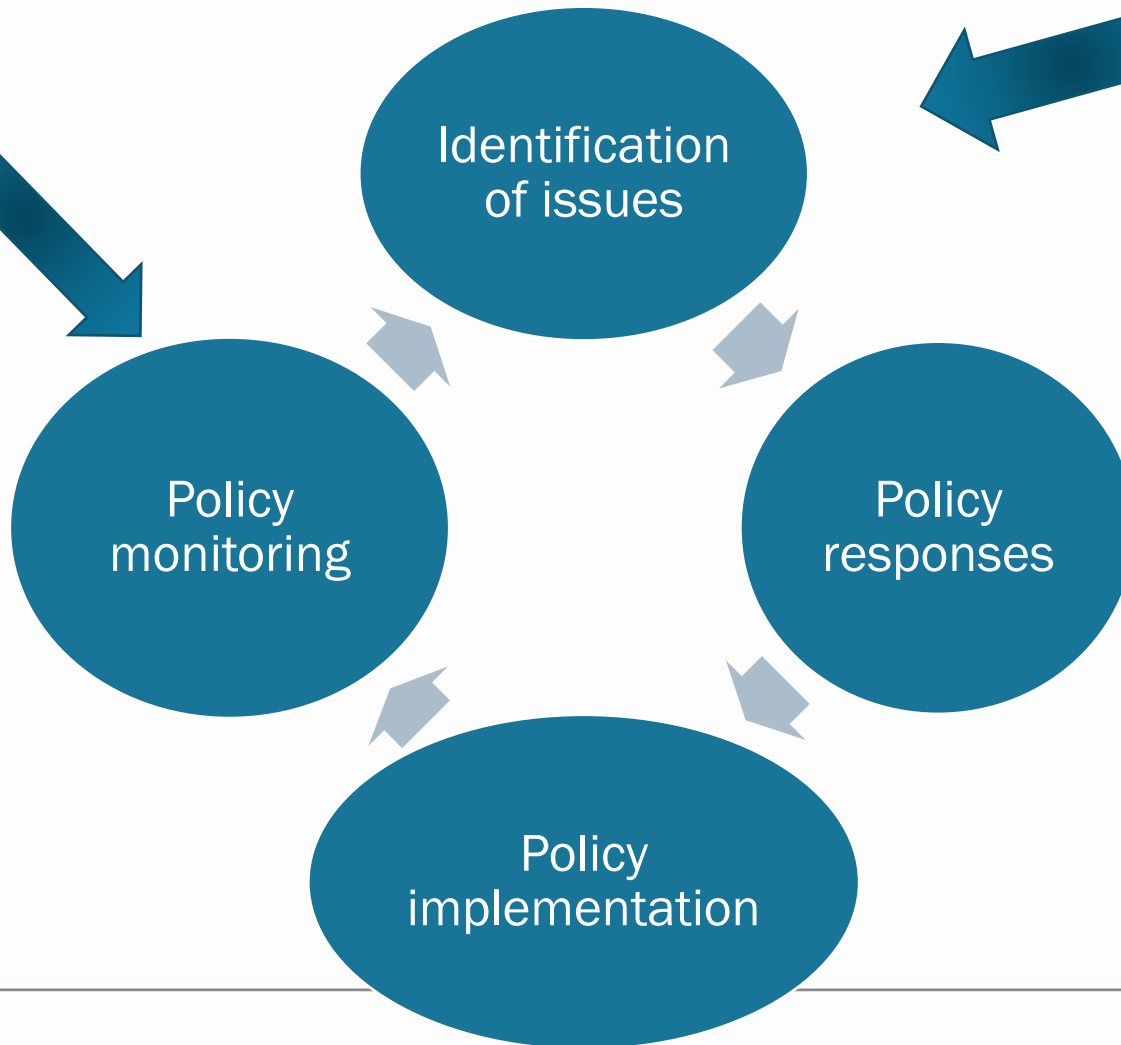 Identification
of issues
Policy
responses
Policy
implementation
Policy
monitoring